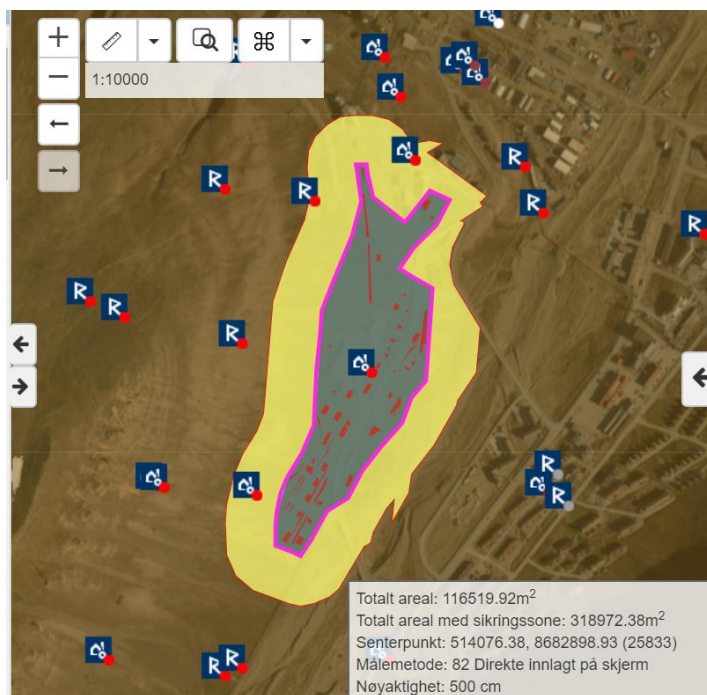 1:10000
R
R
R
R
R
R
R
R
R
R
R
R
Totalt areal: 116519.92m²
Totalt areal med sikringssone: 318972.38m²
Senterpunkt: 514076.38, 8682898.93 (25833)
Målemetode: 82 Direkte innlagt på skjerm
Nøyaktighet: 500 cm